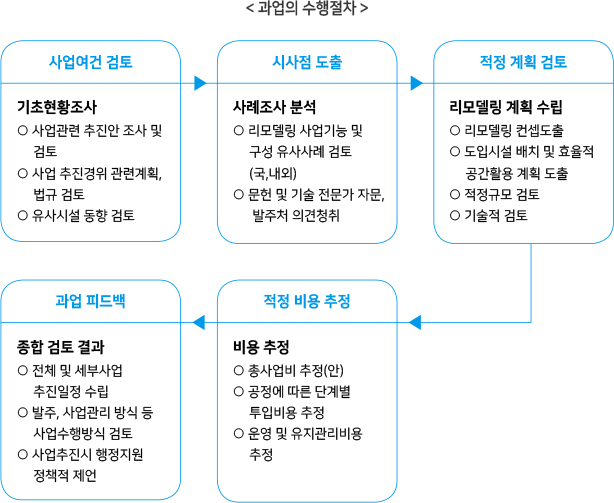 < 과업의 수행절차 >
사업여건 검토
기초현황조사
○ 사업관련 추진안 조사 및
검토
○ 사업 추진경위 관련계획,
법규 검토
○ 유사시설 동향 검토
시사점 도출
사례조사 분석
○ 리모델링 사업기능 및
구성 유사사례 검토
(국,내외)
○ 문헌 및 기술 전문가 자문,
발주처 의견청취
적정 계획 검토
리모델링 계획 수립
○ 리모델링 컨셉도출
○ 도입시설 배치 및 효율적
공간활용 계획 도출
○ 적정규모 검토
○ 기술적 검토
적정 비용 추정
비용 추정
○ 총사업비 추정(안)
○ 공정에 따른 단계별
투입비용 추정
○ 운영 및 유지관리비용
추정
과업 피드백
종합 검토 결과
○ 전체 및 세부사업
추진일정 수립
○ 발주, 사업관리 방식 등
사업수행방식 검토
○ 사업추진시 행정지원
정책적 제언